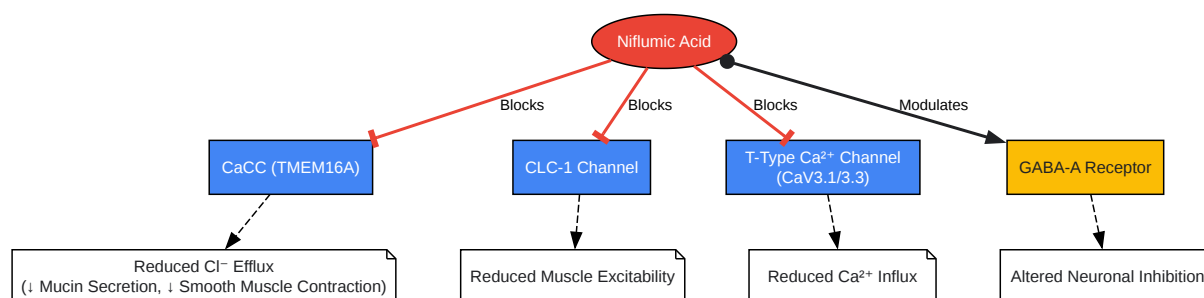 Niflumic Acid
Blocks
Blocks
Blocks
Modulates
CaCC (TMEM16A)
CLC-1 Channel
T-Type Ca²⁺ Channel
(CaV3.1/3.3)
GABA-A Receptor
Reduced Cl⁻ Efflux
(↓ Mucin Secretion, ↓ Smooth Muscle Contraction)
Reduced Muscle Excitability
Reduced Ca²⁺ Influx
Altered Neuronal Inhibition